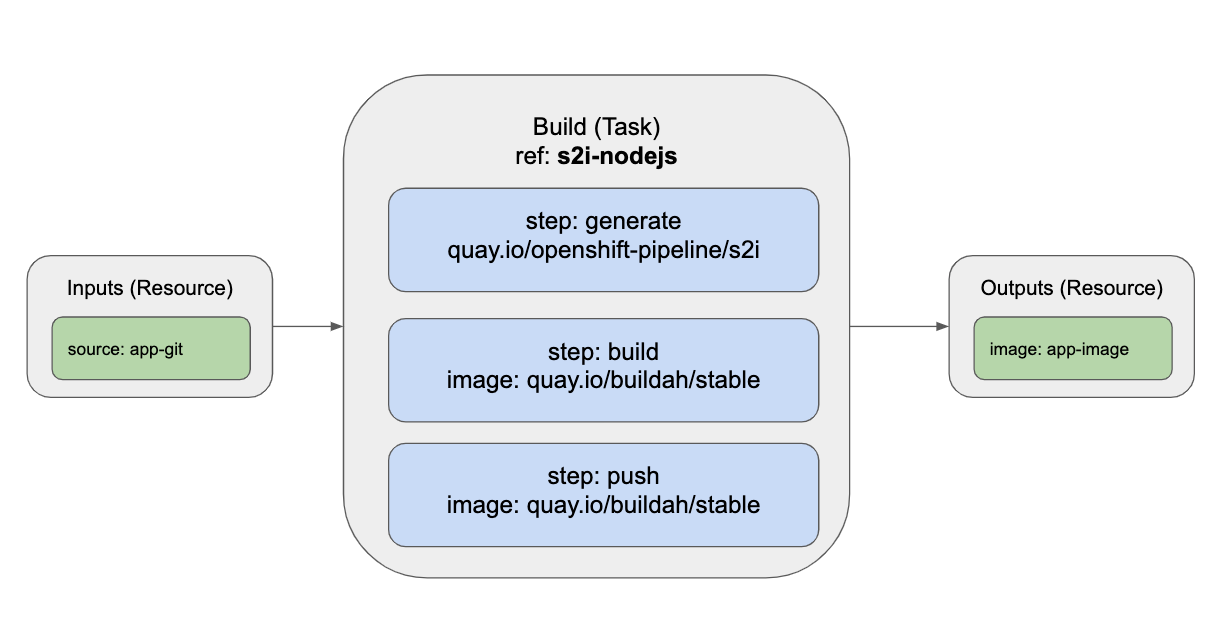 Inputs (Resource)
source: app-git
Build (Task)
ref: s2i-nodejs
step: generate
quay.io/openshift-pipeline/s2i
step: build
image: quay.io/buildah/stable
step: push
image: quay.io/buildah/stable
Outputs (Resource)
image: app-image